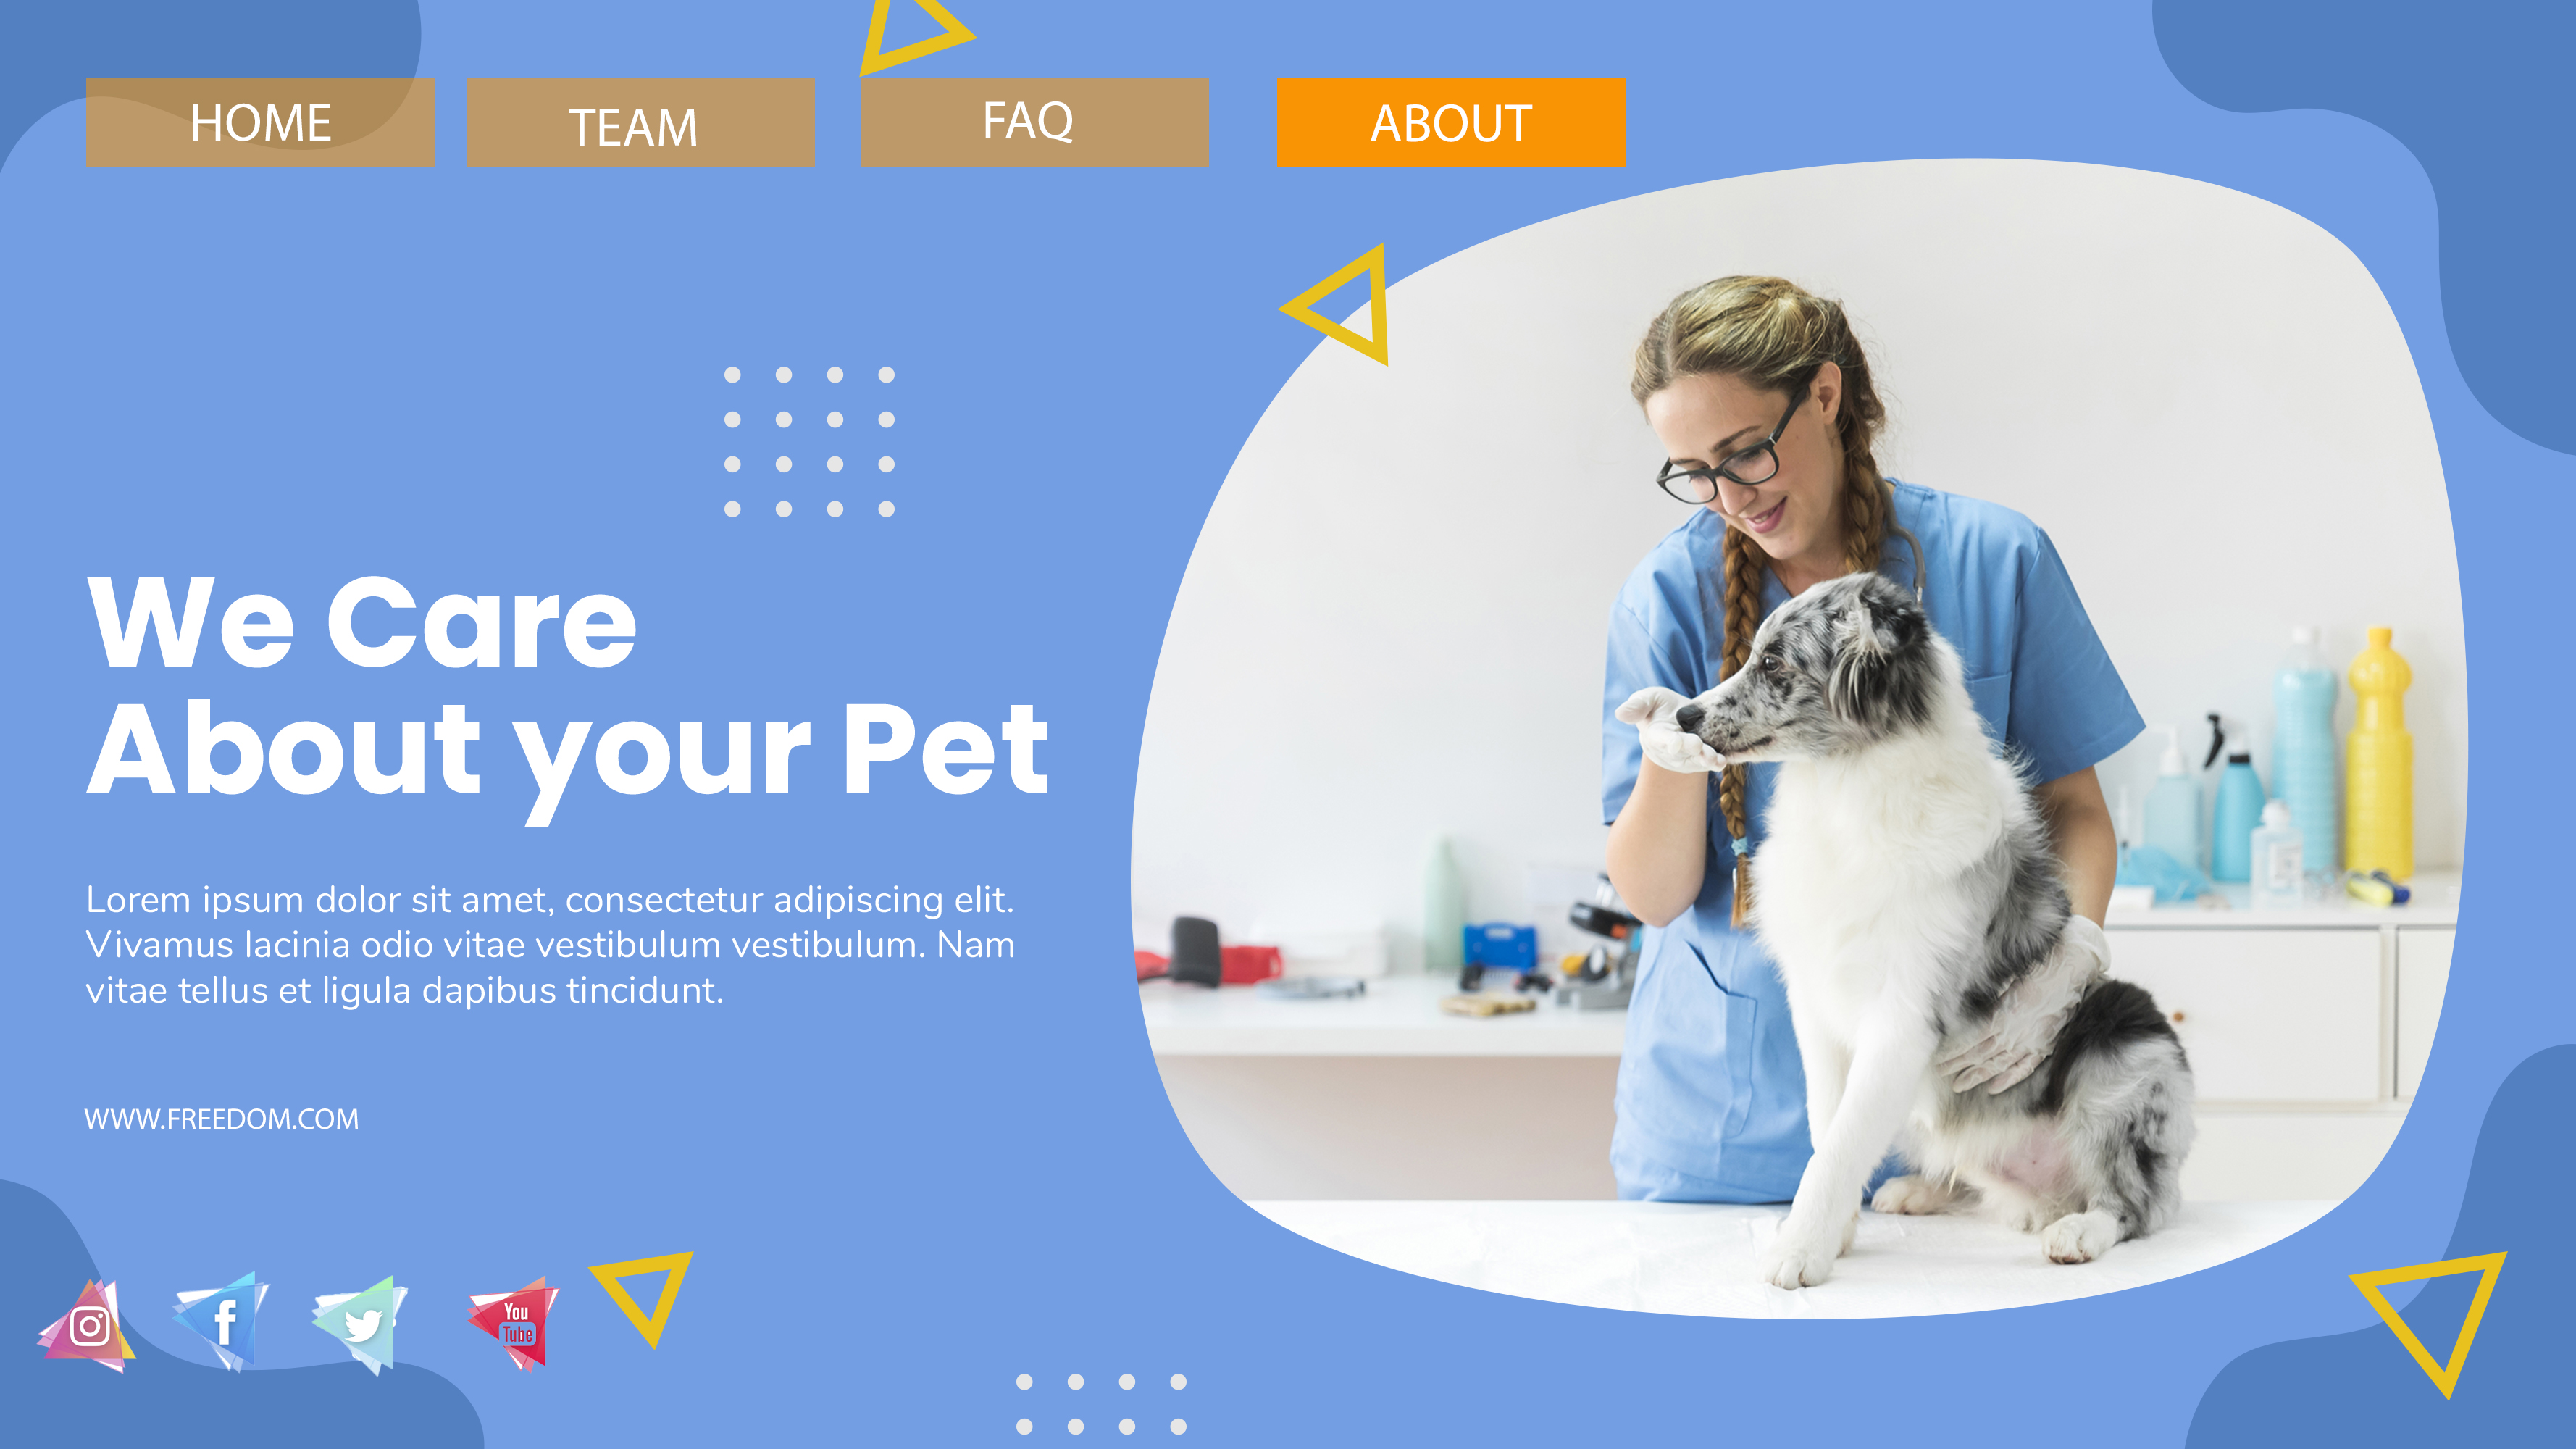 HOME
TEAM
FAQ
ABOUT
We Care
About your Pet
Lorem ipsum dolor sit amet, consectetur adipiscing elit.
Vivamus lacinia odio vitae vestibulum vestibulum. Nam
vitae tellus et ligula dapibus tincidunt.
WWW.FREEDOM.COM
You
Tube